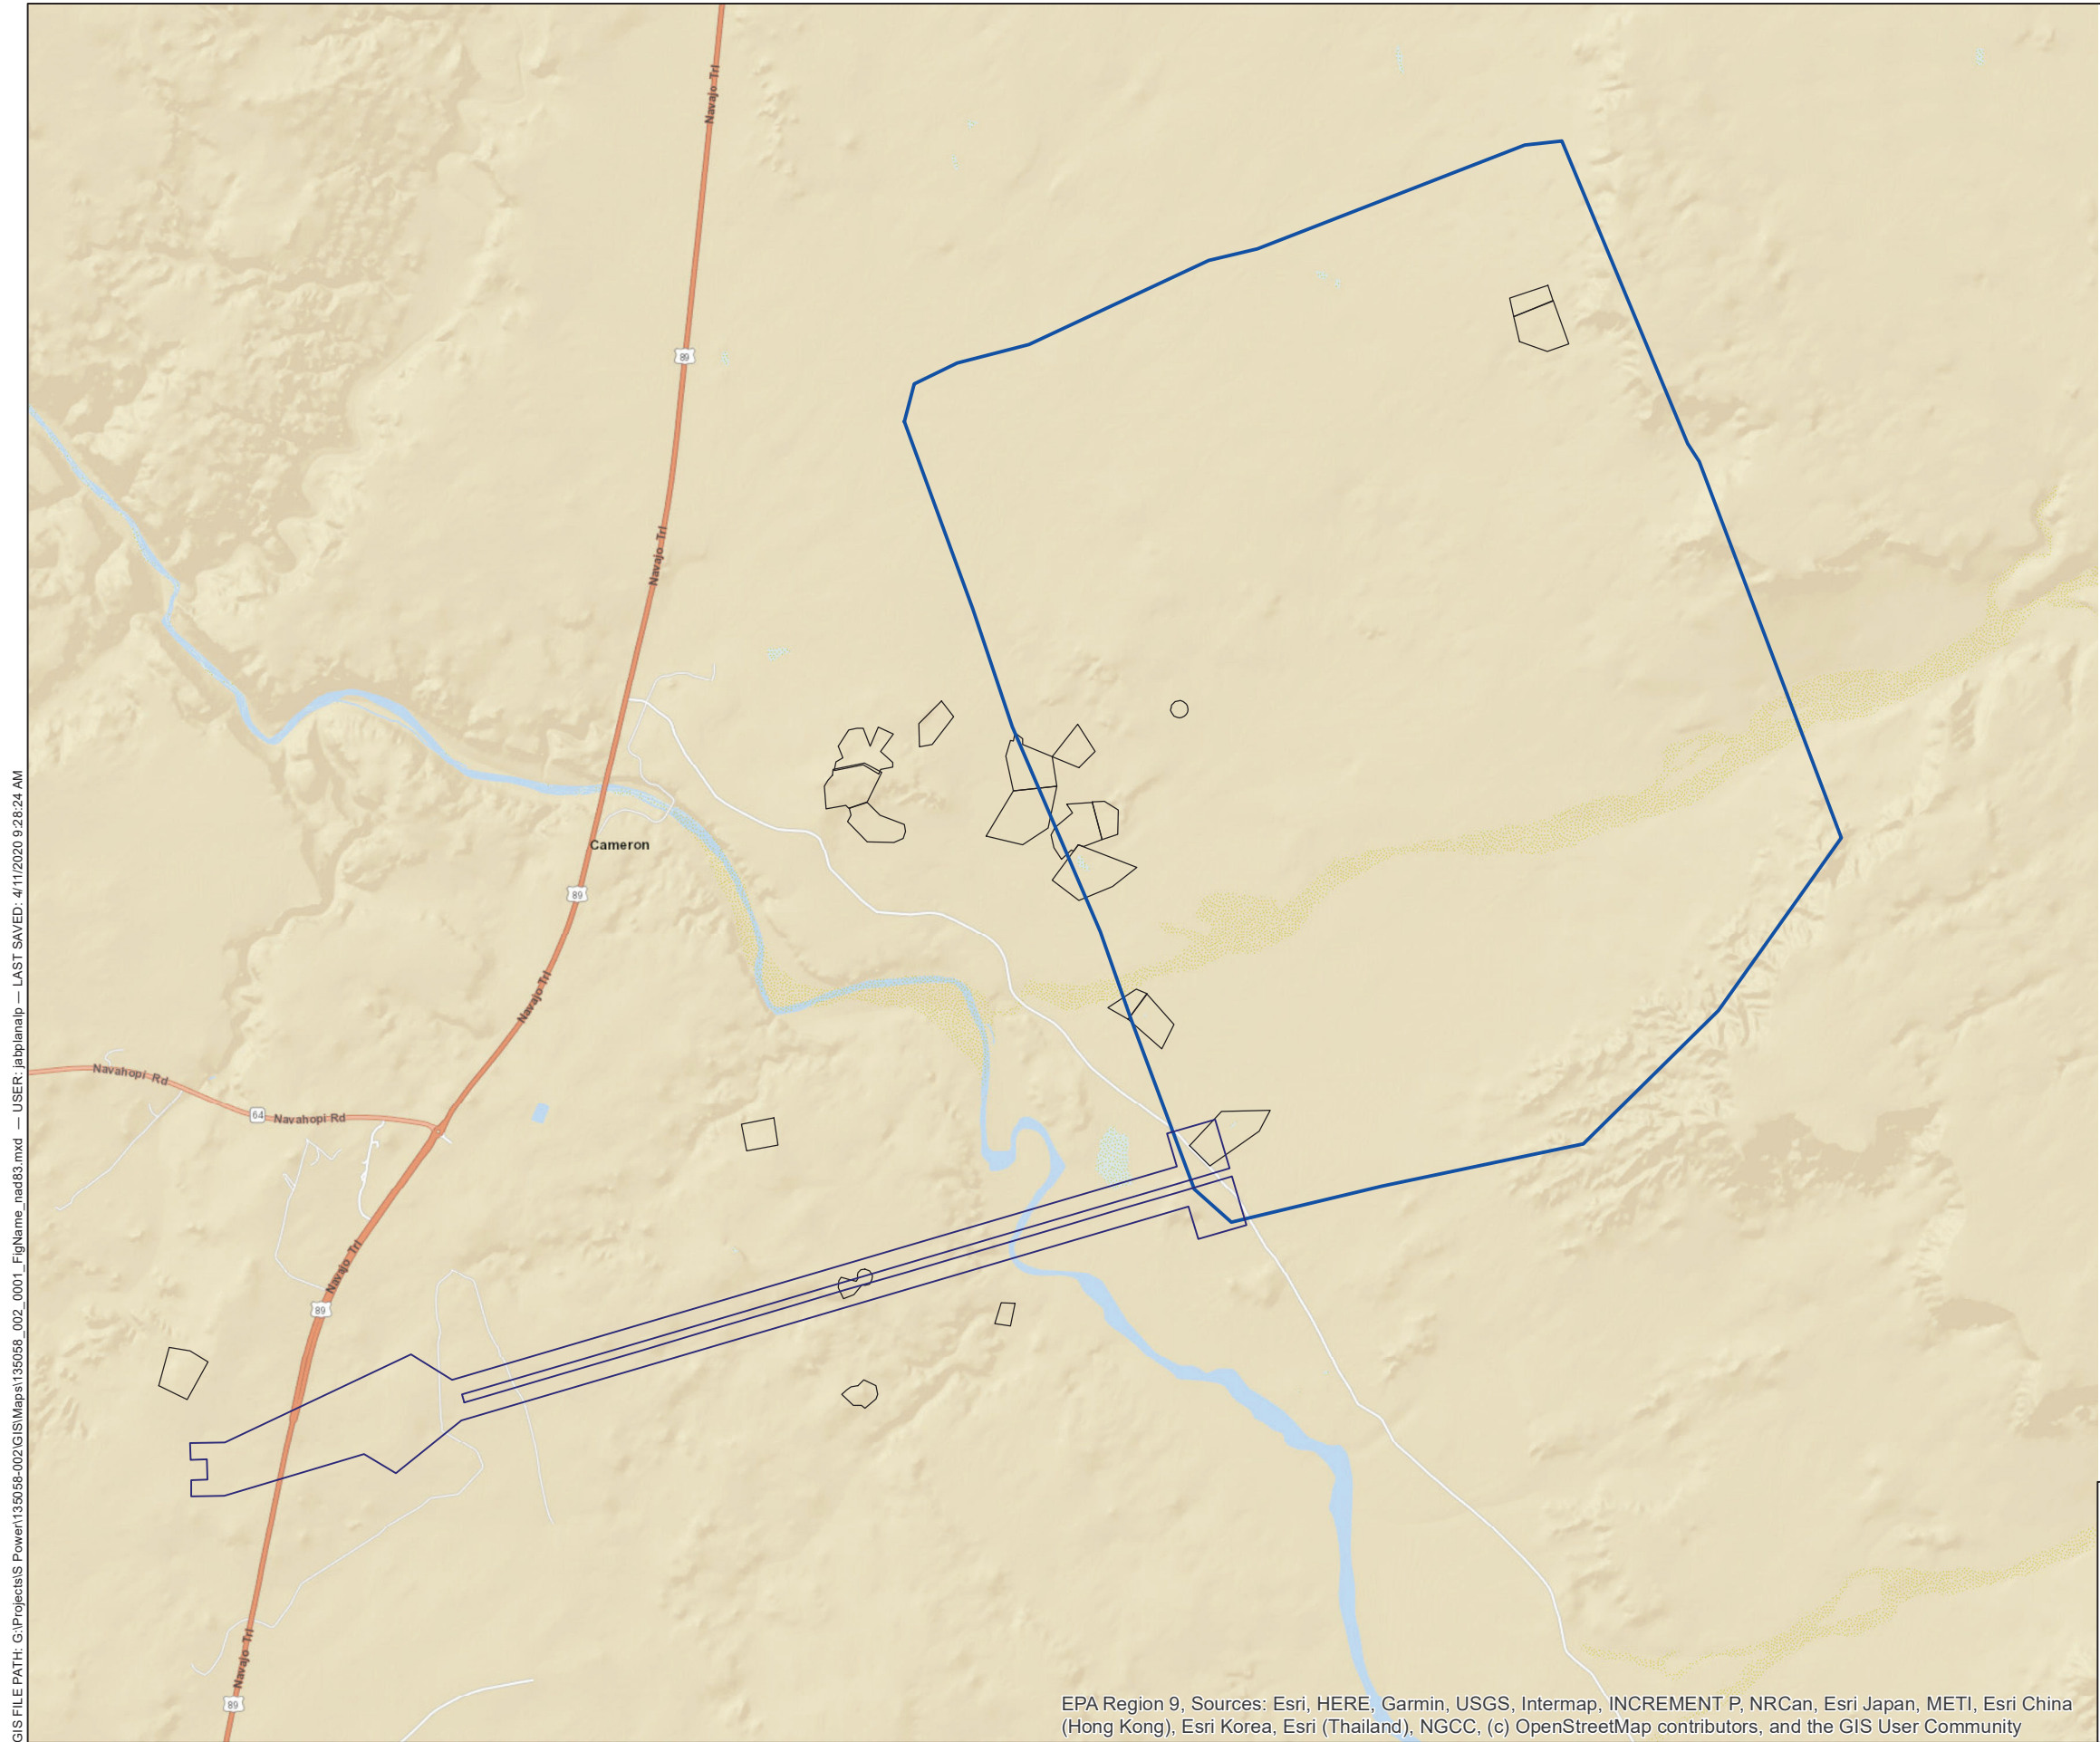 GIS FILE PATH: G:\Projects\S Power\135058-002\GIS\Maps\135058_002_0001_FigName_nad83.mxd — USER: jabplanalp — LAST SAVED: 4/11/2020 9:28:24 AM
Navajo Trl
89
Navajo Trl
Cameron
89
Navajo Trl
Navahopi Rd
64
Navahopi Rd
Navajo Trl
89
Navajo Trl
89
EPA Region 9, Sources: Esri, HERE, Garmin, USGS, Intermap, INCREMENT P, NRCan, Esri Japan, METI, Esri China
(Hong Kong), Esri Korea, Esri (Thailand), NGCC, (c) OpenStreetMap contributors, and the GIS User Community